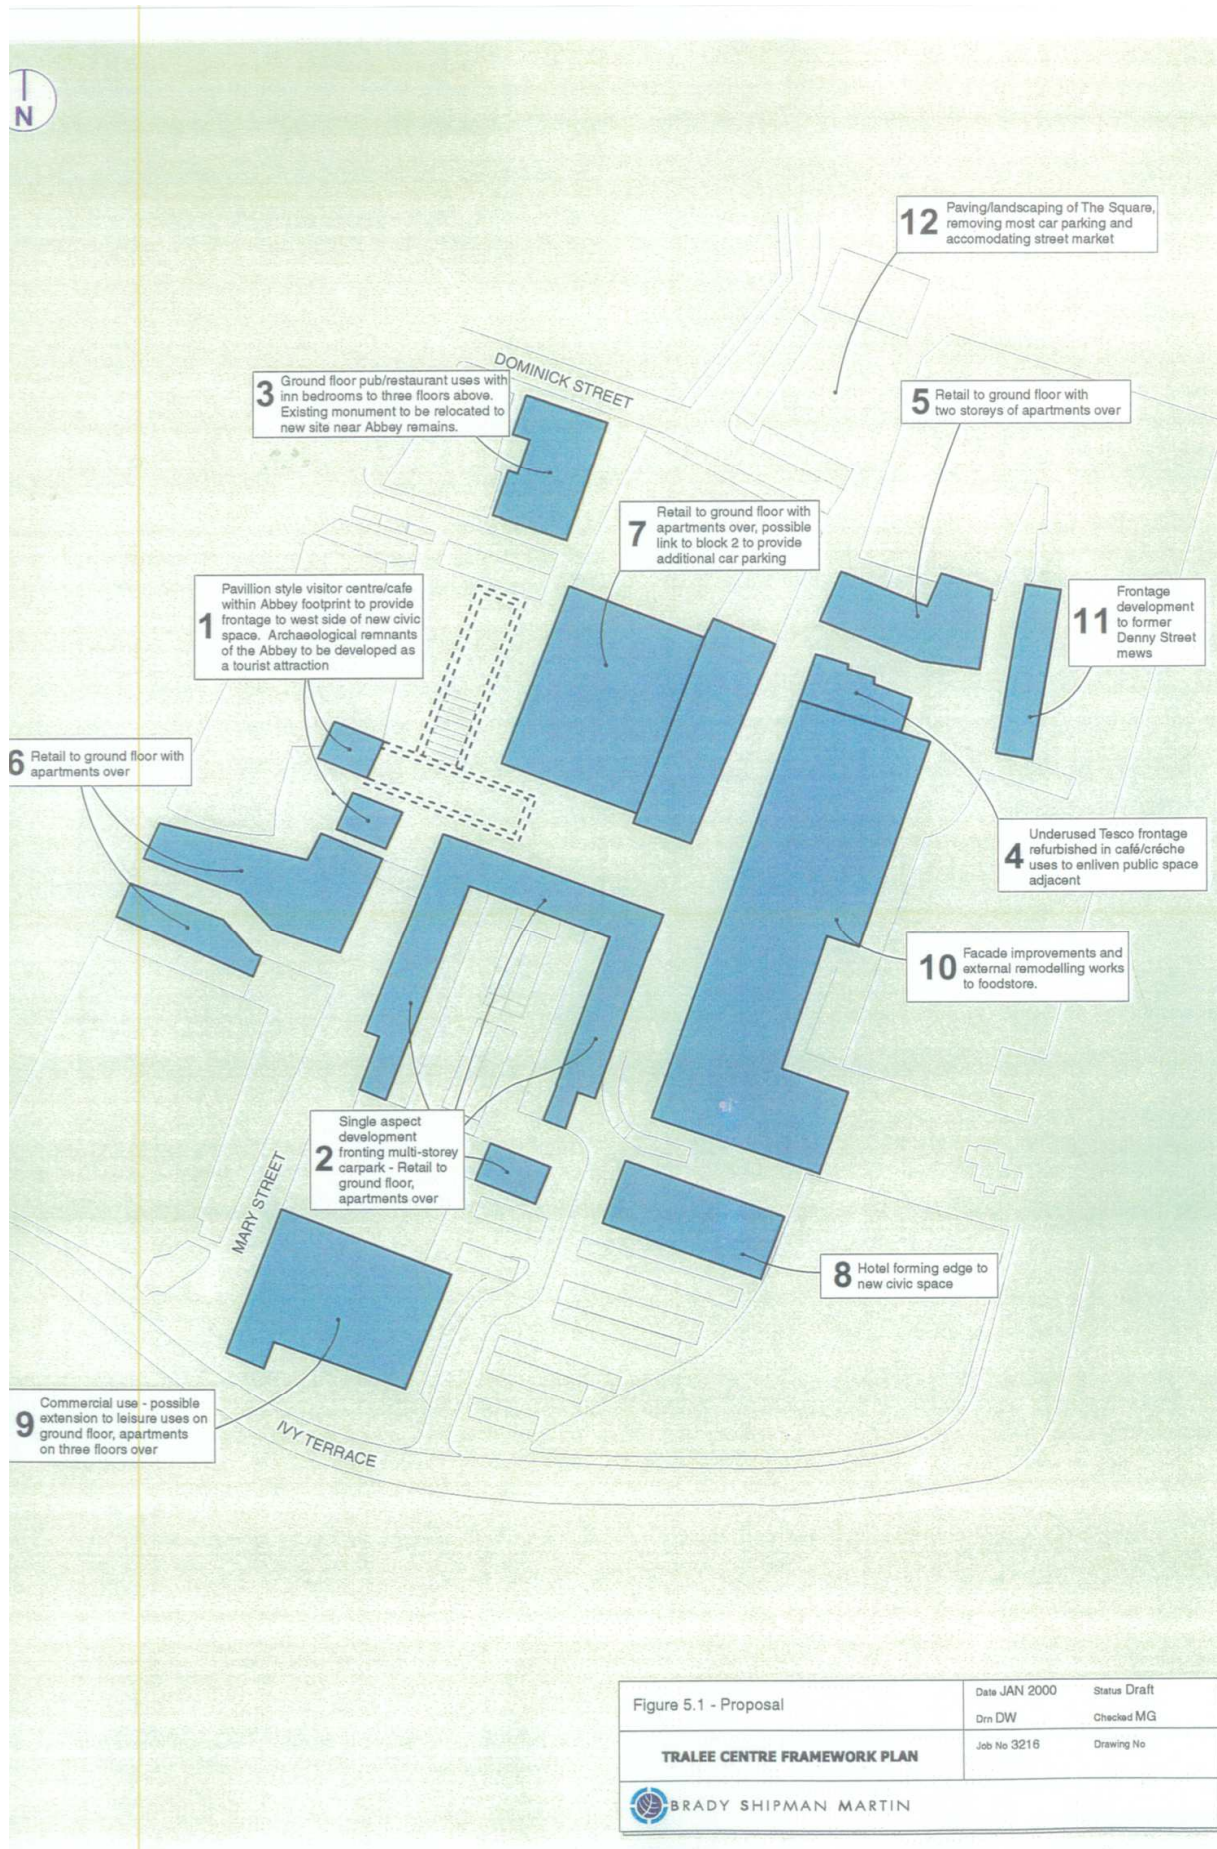 N
12 Paving/landscaping of The Square,
removing most car parking and
accomodating street market
DOMINICK STREET
3 Ground floor pub/restaurant uses with
inn bedrooms to three floors above.
Existing monument to be relocated to
new site near Abbey remains.
5 Retail to ground floor with
two storeys of apartments over
7 Retail to ground floor with
apartments over, possible
link to block 2 to provide
additional car parking
1 Pavillion style visitor centre/cafe
within Abbey footprint to provide
frontage to west side of new civic
space. Archaeological remnants
of the Abbey to be developed as
a tourist attraction
11 Frontage
development
to former
Denny Street
mews
6 Retail to ground floor with
apartments over
4 Underused Tesco frontage
refurbished in café/créche
uses to enliven public space
adjacent
10 Facade improvements and
external remodelling works
to foodstore.
2 Single aspect
development
fronting multi-storey
carpark - Retail to
ground floor,
apartments over
MARY STREET
8 Hotel forming edge to
new civic space
9 Commercial use - possible
extension to leisure uses on
ground floor, apartments
on three floors over
IVY TERRACE
Figure 5.1 - Proposal
Date JAN 2000 Status Draft
Drn DW Checked MG
TRALEE CENTRE FRAMEWORK PLAN
Job No 3216 Drawing No
BRADY SHIPMAN MARTIN